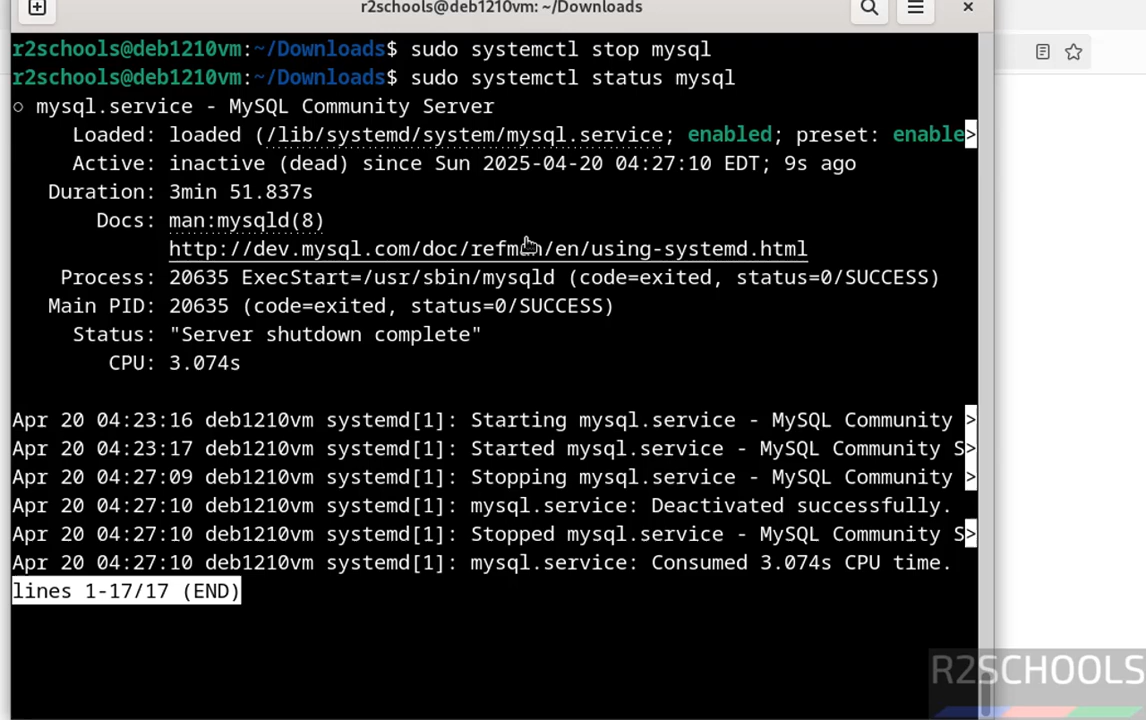 r2schools@deb1210vm: ~/Downloads
r2schools@deb1210vm:~/Downloads$ sudo systemctl stop mysql
r2schools@deb1210vm:~/Downloads$ sudo systemctl status mysql
○ mysql.service - MySQL Community Server
Loaded: loaded (/lib/systemd/system/mysql.service; enabled; preset: enable>
Active: inactive (dead) since Sun 2025-04-20 04:27:10 EDT; 9s ago
Duration: 3min 51.837s
Docs: man:mysqld(8)
http://dev.mysql.com/doc/refman/en/using-systemd.html
Process: 20635 ExecStart=/usr/sbin/mysqld (code=exited, status=0/SUCCESS)
Main PID: 20635 (code=exited, status=0/SUCCESS)
Status: "Server shutdown complete"
CPU: 3.074s
Apr 20 04:23:16 deb1210vm systemd[1]: Starting mysql.service - MySQL Community >
Apr 20 04:23:17 deb1210vm systemd[1]: Started mysql.service - MySQL Community S>
Apr 20 04:27:09 deb1210vm systemd[1]: Stopping mysql.service - MySQL Community >
Apr 20 04:27:10 deb1210vm systemd[1]: mysql.service: Deactivated successfully.
Apr 20 04:27:10 deb1210vm systemd[1]: Stopped mysql.service - MySQL Community S>
Apr 20 04:27:10 deb1210vm systemd[1]: mysql.service: Consumed 3.074s CPU time.
lines 1-17/17 (END)
R2SCHOOLS